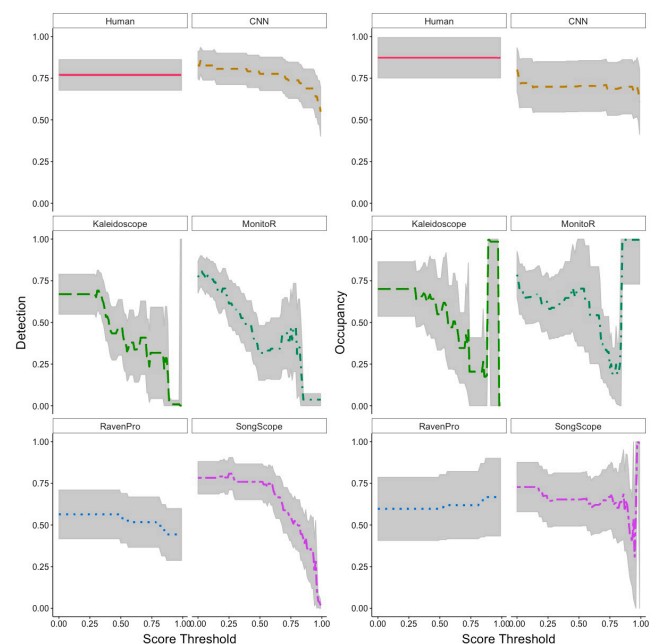 Human CNN Human CNN
1.00 1.00
0.75 0.75
0.50 0.50
0.25 0.25
0.00 0.00
Kaleidoscope MonitoR Kaleidoscope MonitoR
1.00 1.00
0.75 0.75
0.50 0.50
0.25 0.25
0.00 0.00
Detection Occupancy
RavenPro SongScope RavenPro SongScope
1.00 1.00
0.75 0.75
0.50 0.50
0.25 0.25
0.00 0.00
0.00 0.25 0.50 0.75 1.00 0.00 0.25 0.50 0.75 1.00 0.00 0.25 0.50 0.75 1.00 0.00 0.25 0.50 0.75 1.00
Score Threshold Score Threshold